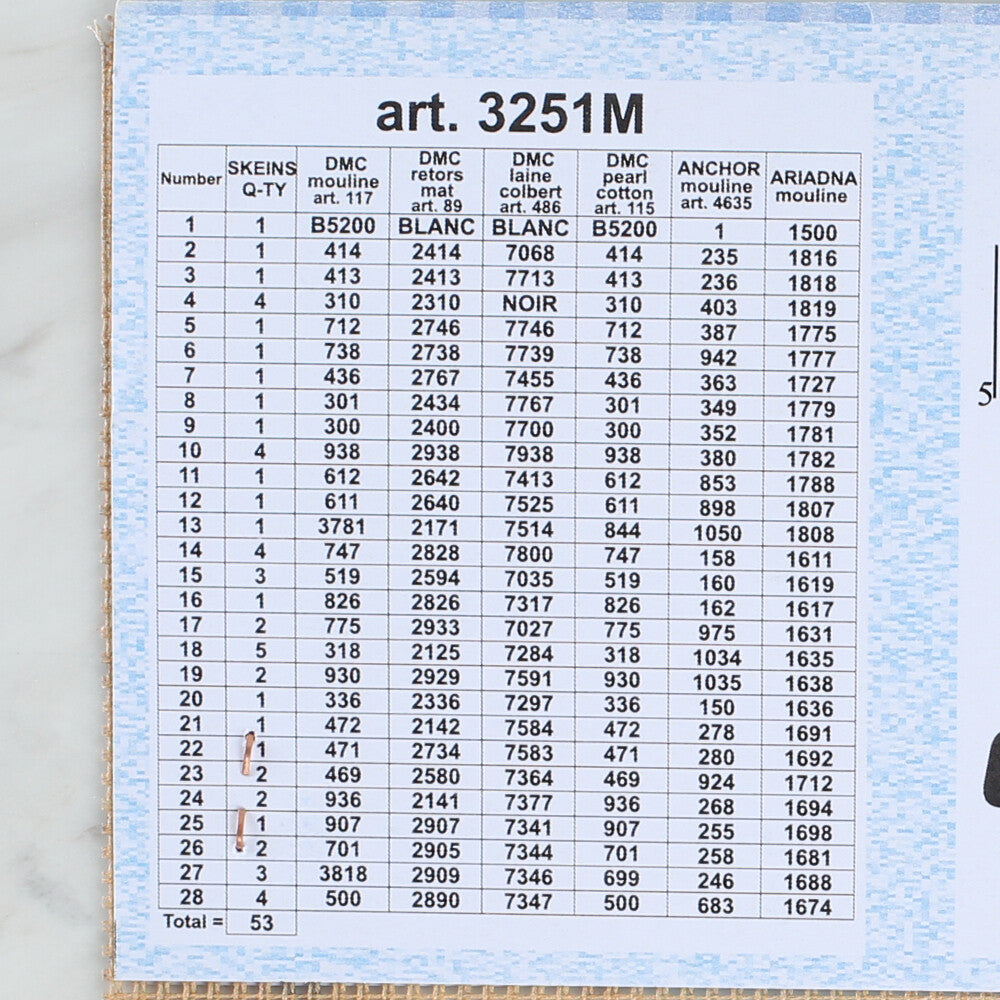 art. 3251M
Number SKEINS Q-TY DMC mouline art. 117 DMC retors mat art. 89 DMC laine colbert art. 486 DMC pearl cotton art. 115 ANCHOR mouline art. 4635 ARIADNA mouline
1 1 B5200 BLANC BLANC B5200 1 1500
2 1 414 2414 7068 414 235 1816
3 1 413 2413 7713 413 236 1818
4 4 310 2310 NOIR 310 403 1819
5 1 712 2746 7746 712 387 1775
6 1 738 2738 7739 738 942 1777
7 1 436 2767 7455 436 363 1727
8 1 301 2434 7767 301 349 1779
9 1 300 2400 7700 300 352 1781
10 4 938 2938 7938 938 380 1782
11 1 612 2642 7413 612 853 1788
12 1 611 2640 7525 611 898 1807
13 1 3781 2171 7514 844 1050 1808
14 4 747 2828 7800 747 158 1611
15 3 519 2594 7035 519 160 1619
16 1 826 2826 7317 826 162 1617
17 2 775 2933 7027 775 975 1631
18 5 318 2125 7284 318 1034 1635
19 2 930 2929 7591 930 1035 1638
20 1 336 2336 7297 336 150 1636
21 1 472 2142 7584 472 278 1691
22 1 471 2734 7583 471 280 1692
23 2 469 2580 7364 469 924 1712
24 2 936 2141 7377 936 268 1694
25 1 907 2907 7341 907 255 1698
26 2 701 2905 7344 701 258 1681
27 3 3818 2909 7346 699 246 1688
28 4 500 2890 7347 500 683 1674
Total = 53
5